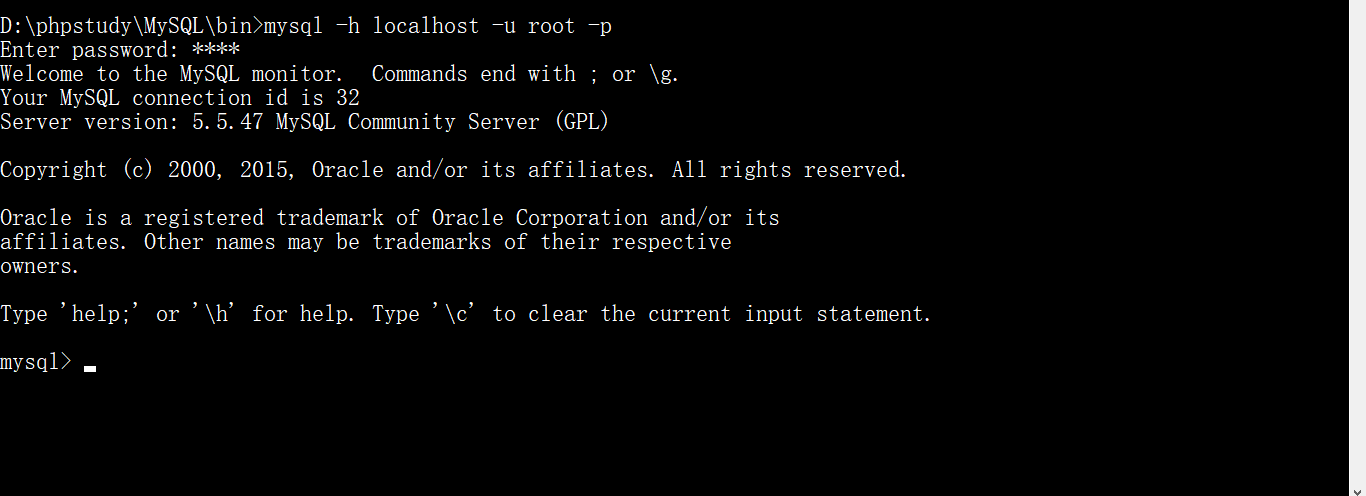 D:\phpstudy\MySQL\bin>mysql -h localhost -u root -p
Enter password: ****
Welcome to the MySQL monitor.  Commands end with ; or \g.
Your MySQL connection id is 32
Server version: 5.5.47 MySQL Community Server (GPL)
Copyright (c) 2000, 2015, Oracle and/or its affiliates. All rights reserved.
Oracle is a registered trademark of Oracle Corporation and/or its
affiliates. Other names may be trademarks of their respective
owners.
Type 'help;' or '\h' for help. Type '\c' to clear the current input statement.
mysql>